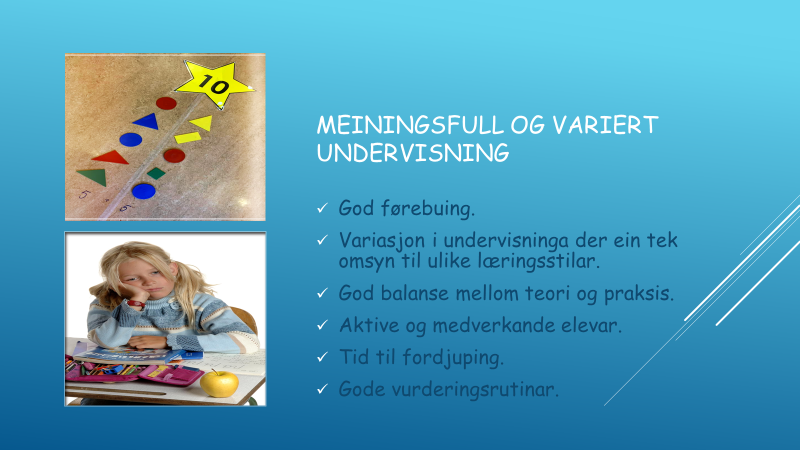 10
MEININGSFULL OG VARIERT
UNDERVISNING
God førebuing.
Variasjon i undervisninga der ein tek
omsyn til ulike læringsstilar.
God balanse mellom teori og praksis.
Aktive og medverkande elevar.
Tid til fordjuping.
Gode vurderingsrutinar.